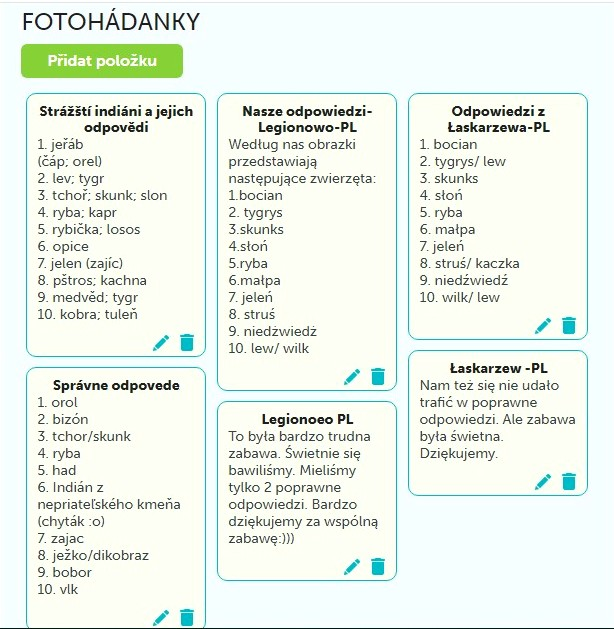 FOTOHÁDANKY
Přidat položku
Strážští indiáni a jejich
odpovědi
1. jeřáb
(čáp; orel)
2. lev; tygr
3. tchoř; skunk; slon
4. ryba; kapr
5. rybička; losos
6. opice
7. jelen (zajíc)
8. pštros; kachna
9. medvěd; tygr
10. kobra; tuleň
Správne odpovede
1. orol
2. bizón
3. tchor/skunk
4. ryba
5. had
6. Indián z
nepriateľského kmeňa
(chyták :o)
7. zajac
8. ježko/dikobraz
9. bobor
10. vlk
Nasze odpowiedzi-
Legionowo-PL
Według nas obrazki
przedstawiają
następujące zwierzęta:
1.bocian
2. tygrys
3.skunks
4.słoń
5.ryba
6.małpa
7. jeleń
8. struś
9. niedżwiedż
10. lew/ wilk
Legionoeo PL
To była bardzo trudna
zabawa. Świetnie się
bawiliśmy. Mieliśmy
tylko 2 poprawne
odpowiedzi. Bardzo
dziękujemy za wspólną
zabawę:)))
Odpowiedzi z
Łaskarzewa-PL
1. bocian
2. tygrys/ lew
3. skunks
4. słoń
5. ryba
6. małpa
7. jeleń
8. struś/ kaczka
9. niedźwiedź
10. wilk/ lew
Łaskarzew -PL
Nam też się nie udało
trafić w poprawne
odpowiedzi. Ale zabawa
była świetna.
Dziękujemy.